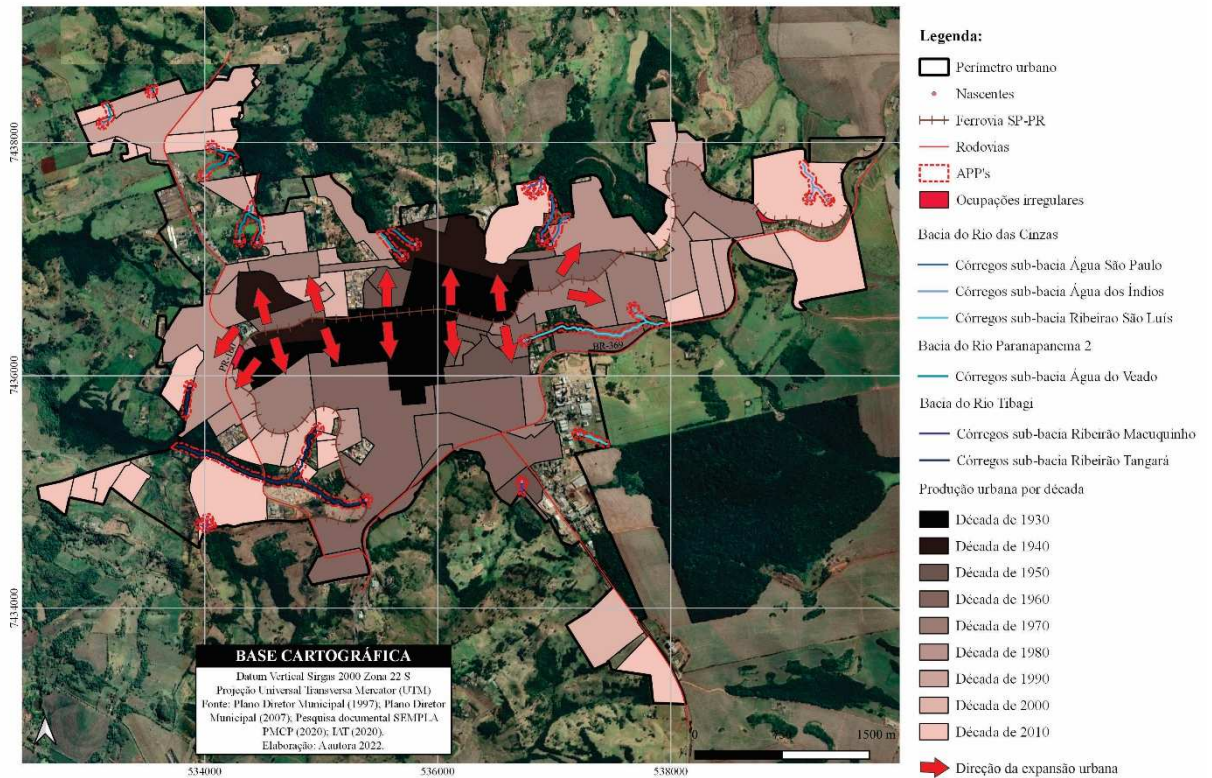 Legenda:
Perímetro urbano
Nascentes
Ferrovia SP-PR
Rodovias
APP's
Ocupações irregulares
Bacia do Rio das Cinzas
Córregos sub-bacia Água São Paulo
Córregos sub-bacia Água dos Índios
Córregos sub-bacia Ribeirao São Luís
Bacia do Rio Paranapanema 2
Córregos sub-bacia Água do Veado
Bacia do Rio Tibagi
Córregos sub-bacia Ribeirão Macuquinho
Córregos sub-bacia Ribeirão Tangará
Produção urbana por década
Década de 1930
Década de 1940
Década de 1950
Década de 1960
Década de 1970
Década de 1980
Década de 1990
Década de 2000
Década de 2010
Direção da expansão urbana
7438000
7436000
7434000
BR-369
BASE CARTOGRÁFICA
Datum Vertical Sirgas 2000 Zona 22 S
Projeção Universal Transversa Mercator (UTM)
Fonte: Plano Diretor Municipal (1997); Plano Diretor
Municipal (2007); Pesquisa documental SEMPLA
PMCP (2020); IAT (2020).
Elaboração: A autora 2022.
0 750 1500 m
534000 536000 538000